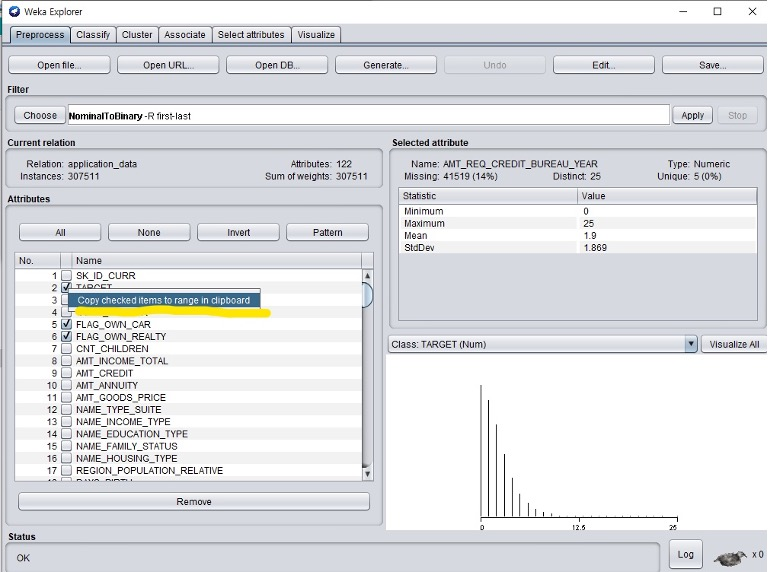 Weka Explorer
Preprocess Classify Cluster Associate Select attributes Visualize
Open file... Open URL... Open DB... Generate... Undo Edit... Save...
Filter
Choose NominalToBinary -R first-last Apply Stop
Current relation
Relation: application_data Attributes: 122
Instances: 307511 Sum of weights: 307511
Attributes
All None Invert Pattern
No. Name
1 SK_ID_CURR
2 TARGET
3 Copy checked items to range in clipboard
4
5 FLAG_OWN_CAR
6 FLAG_OWN_REALTY
7 CNT_CHILDREN
8 AMT_INCOME_TOTAL
9 AMT_CREDIT
10 AMT_ANNUITY
11 AMT_GOODS_PRICE
12 NAME_TYPE_SUITE
13 NAME_INCOME_TYPE
14 NAME_EDUCATION_TYPE
15 NAME_FAMILY_STATUS
16 NAME_HOUSING_TYPE
17 REGION_POPULATION_RELATIVE
Remove
Selected attribute
Name: AMT_REQ_CREDIT_BUREAU_YEAR Type: Numeric
Missing: 41519 (14%) Distinct: 25 Unique: 5 (0%)
Statistic Value
Minimum 0
Maximum 25
Mean 1.9
StdDev 1.869
Class: TARGET (Num) Visualize All
0 12.5 25
Status
OK
Log x 0